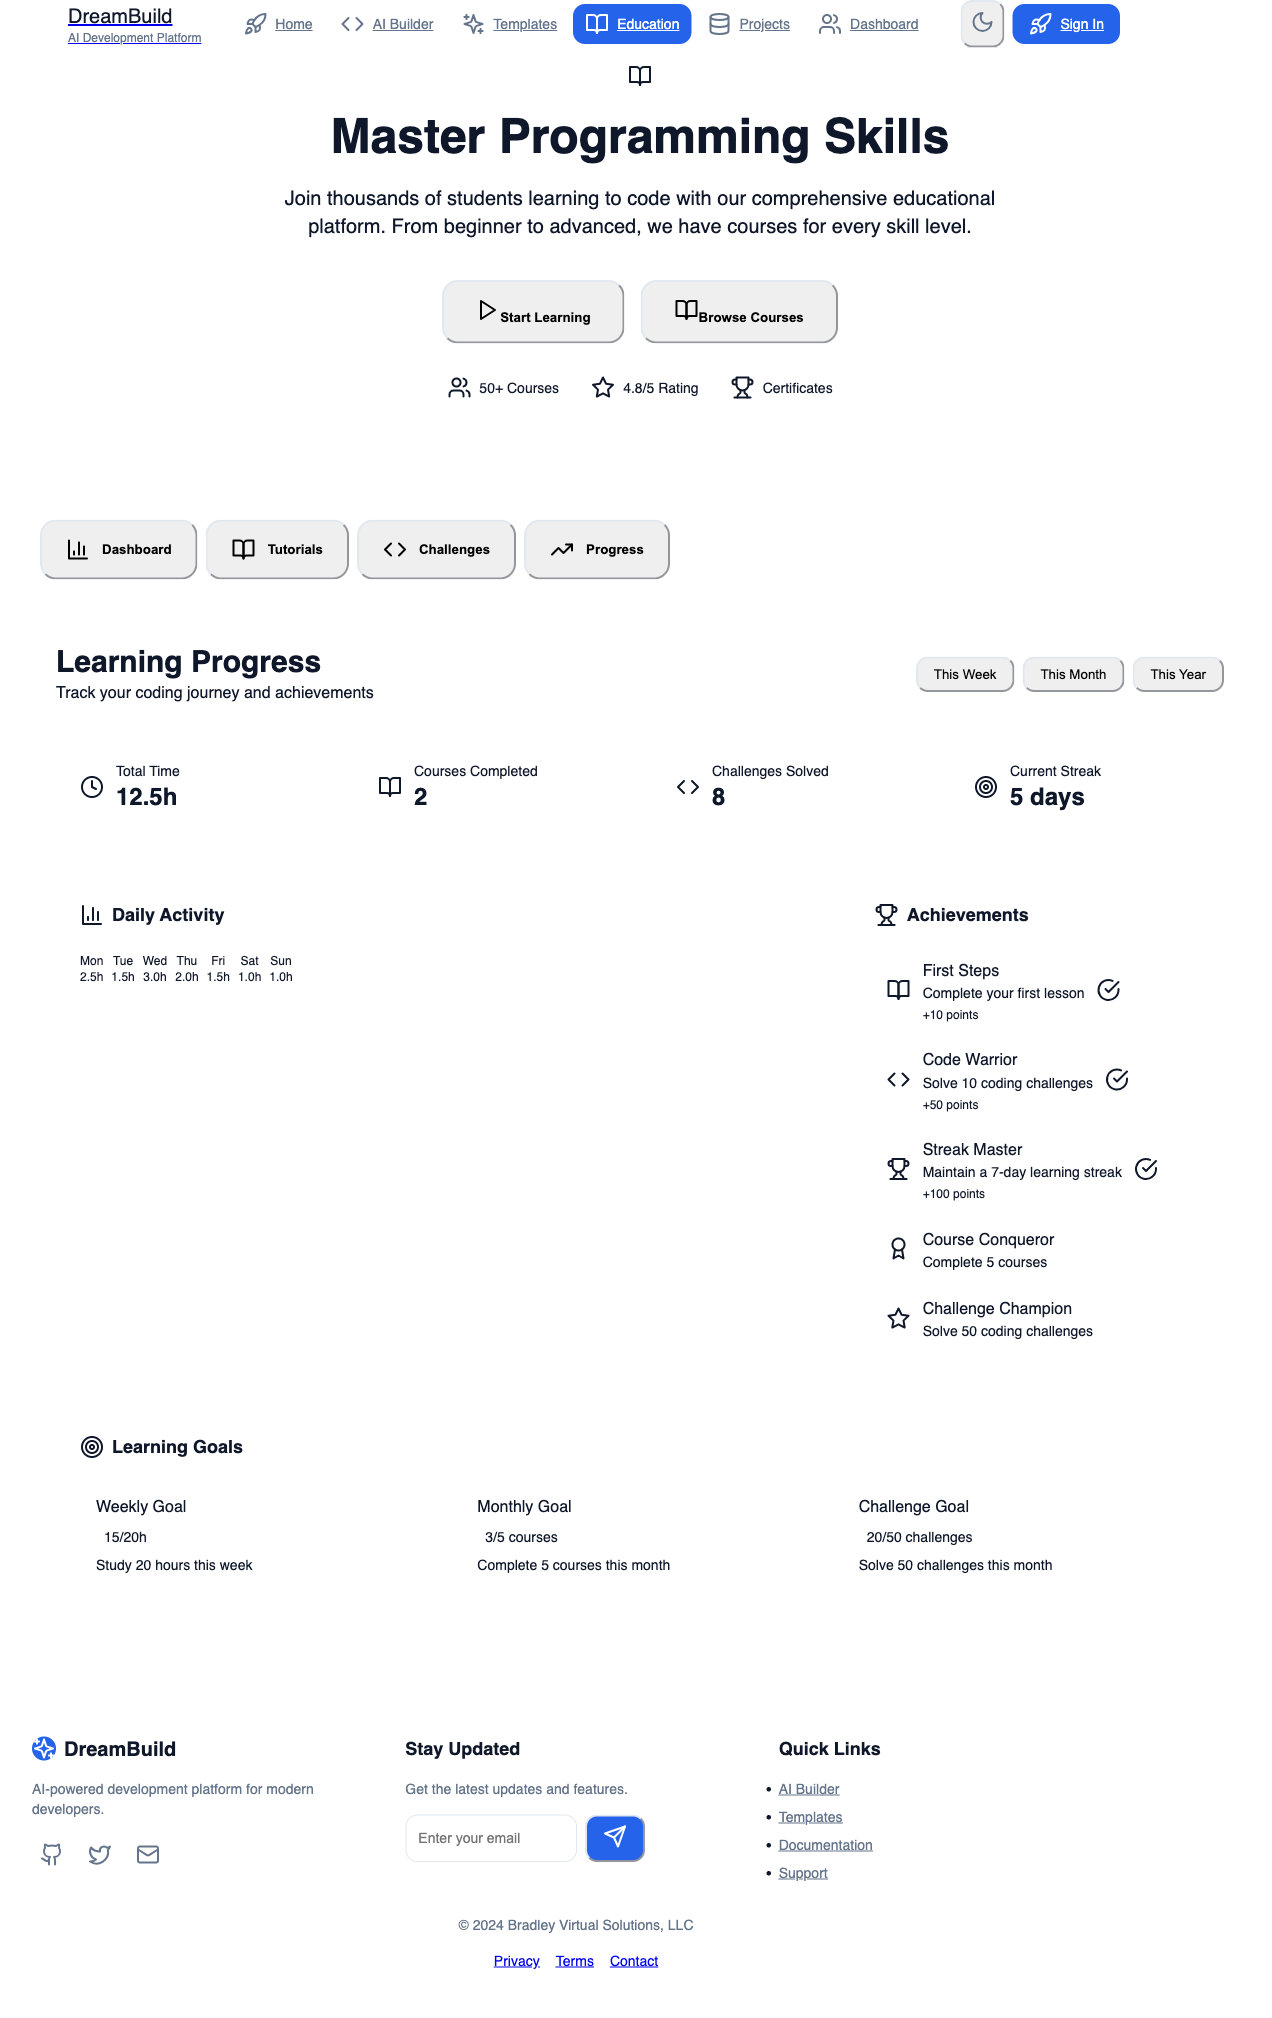 DreamBuild
AI Development Platform
Home
AI Builder
Templates
Education
Projects
Dashboard
Sign In
Master Programming Skills
Join thousands of students learning to code with our comprehensive educational
platform. From beginner to advanced, we have courses for every skill level.
Start Learning
Browse Courses
50+ Courses
4.8/5 Rating
Certificates
Dashboard
Tutorials
Challenges
Progress
Learning Progress
Track your coding journey and achievements
This Week
This Month
This Year
Total Time
12.5h
Courses Completed
2
Challenges Solved
8
Current Streak
5 days
Daily Activity
Mon Tue Wed Thu Fri Sat Sun
2.5h 1.5h 3.0h 2.0h 1.5h 1.0h 1.0h
Achievements
First Steps
Complete your first lesson
+10 points
Code Warrior
Solve 10 coding challenges
+50 points
Streak Master
Maintain a 7-day learning streak
+100 points
Course Conqueror
Complete 5 courses
Challenge Champion
Solve 50 coding challenges
Learning Goals
Weekly Goal
15/20h
Study 20 hours this week
Monthly Goal
3/5 courses
Complete 5 courses this month
Challenge Goal
20/50 challenges
Solve 50 challenges this month
DreamBuild
AI-powered development platform for modern
developers.
Stay Updated
Get the latest updates and features.
Enter your email
Quick Links
• AI Builder
• Templates
• Documentation
• Support
© 2024 Bradley Virtual Solutions, LLC
Privacy Terms Contact